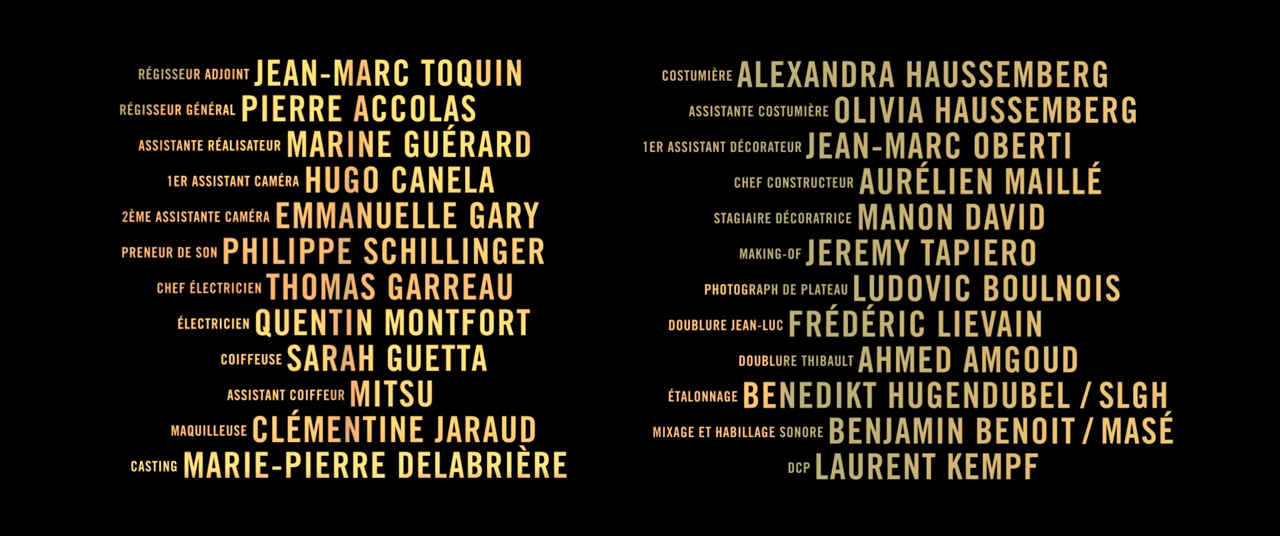 RÉGISSEUR ADJOINT JEAN-MARC TOQUIN
RÉGISSEUR GÉNÉRAL PIERRE ACCOLAS
ASSISTANTE RÉALISATEUR MARINE GUÉRARD
1ER ASSISTANT CAMÉRA HUGO CANELA
2ÈME ASSISTANTE CAMÉRA EMMANUELLE GARY
PRENEUR DE SON PHILIPPE SCHILLINGER
CHEF ÉLECTRICIEN THOMAS GARREAU
ÉLECTRICIEN QUENTIN MONTFORT
COIFFEUSE SARAH GUETTA
ASSISTANT COIFFEUR MITSU
MAQUILLEUSE CLÉMENTINE JARAUD
CASTING MARIE-PIERRE DELABRIÈRE
COSTUMIÈRE ALEXANDRA HAUSSEMBERG
ASSISTANTE COSTUMIÈRE OLIVIA HAUSSEMBERG
1ER ASSISTANT DÉCORATEUR JEAN-MARC OBERTI
CHEF CONSTRUCTEUR AURÉLIEN MAILLÉ
STAGIAIRE DÉCORATRICE MANON DAVID
MAKING-OF JEREMY TAPIERO
PHOTOGRAPH DE PLATEAU LUDOVIC BOULNOIS
DOUBLURE JEAN-LUC FRÉDÉRIC LIEVAIN
DOUBLURE THIBAULT AHMED AMGOUD
ÉTALONNAGE BENEDIKT HUGENDUBEL / SLGH
MIXAGE ET HABILLAGE SONORE BENJAMIN BENOIT / MASÉ
DCP LAURENT KEMPF